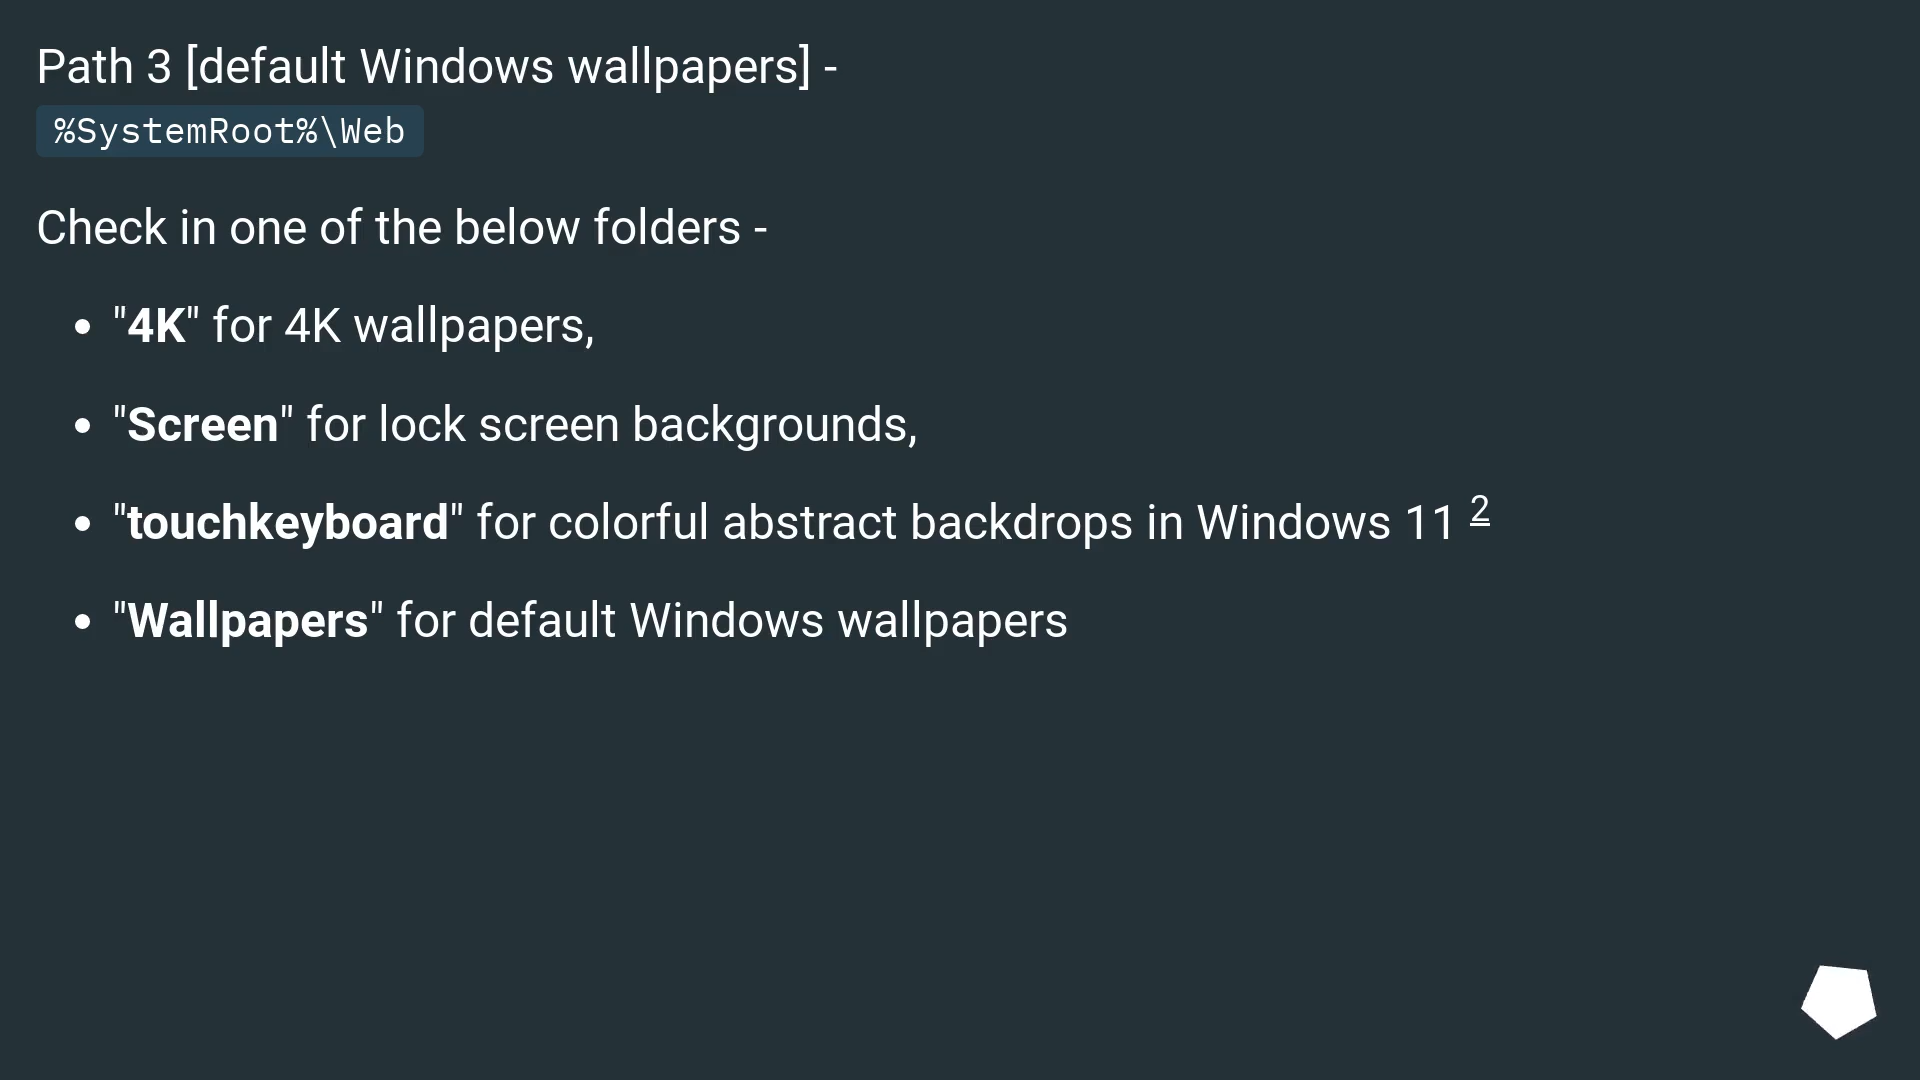 Path 3 [default Windows wallpapers] -
%SystemRoot%\Web
Check in one of the below folders -
• "4K" for 4K wallpapers,
• "Screen" for lock screen backgrounds,
• "touchkeyboard" for colorful abstract backdrops in Windows 11 2
• "Wallpapers" for default Windows wallpapers